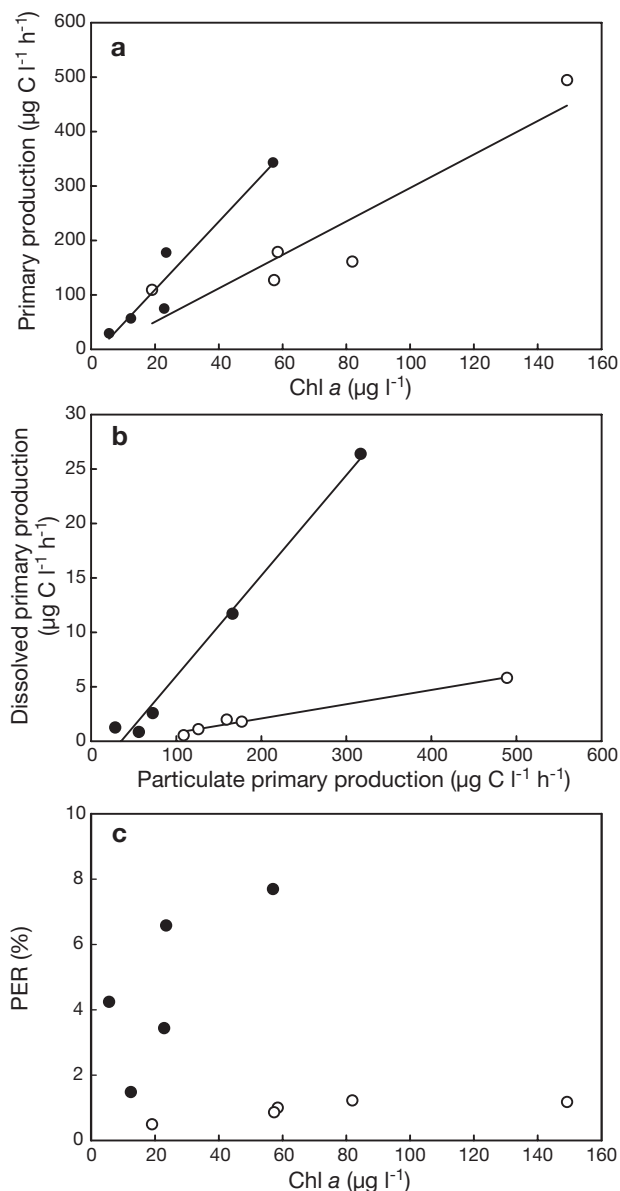 a
600
500
400
300
200
100
0
Primary production (µg C l⁻¹ h⁻¹)
0 20 40 60 80 100 120 140 160
Chl a (µg l⁻¹)
b
30
25
20
15
10
5
0
Dissolved primary production
(µg C l⁻¹ h⁻¹)
0 100 200 300 400 500 600
Particulate primary production (µg C l⁻¹ h⁻¹)
c
10
8
6
4
2
0
PER (%)
0 20 40 60 80 100 120 140 160
Chl a (µg l⁻¹)